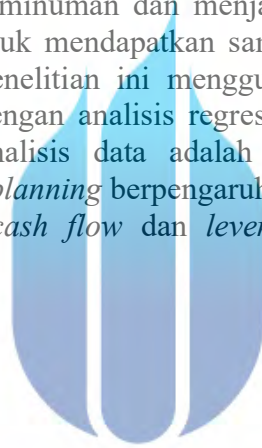 minuman dan menja
uk mendapatkan sar
enelitian ini menggu
engan analisis regres
nalisis data adalah
planning berpengaruh
cash flow dan lever